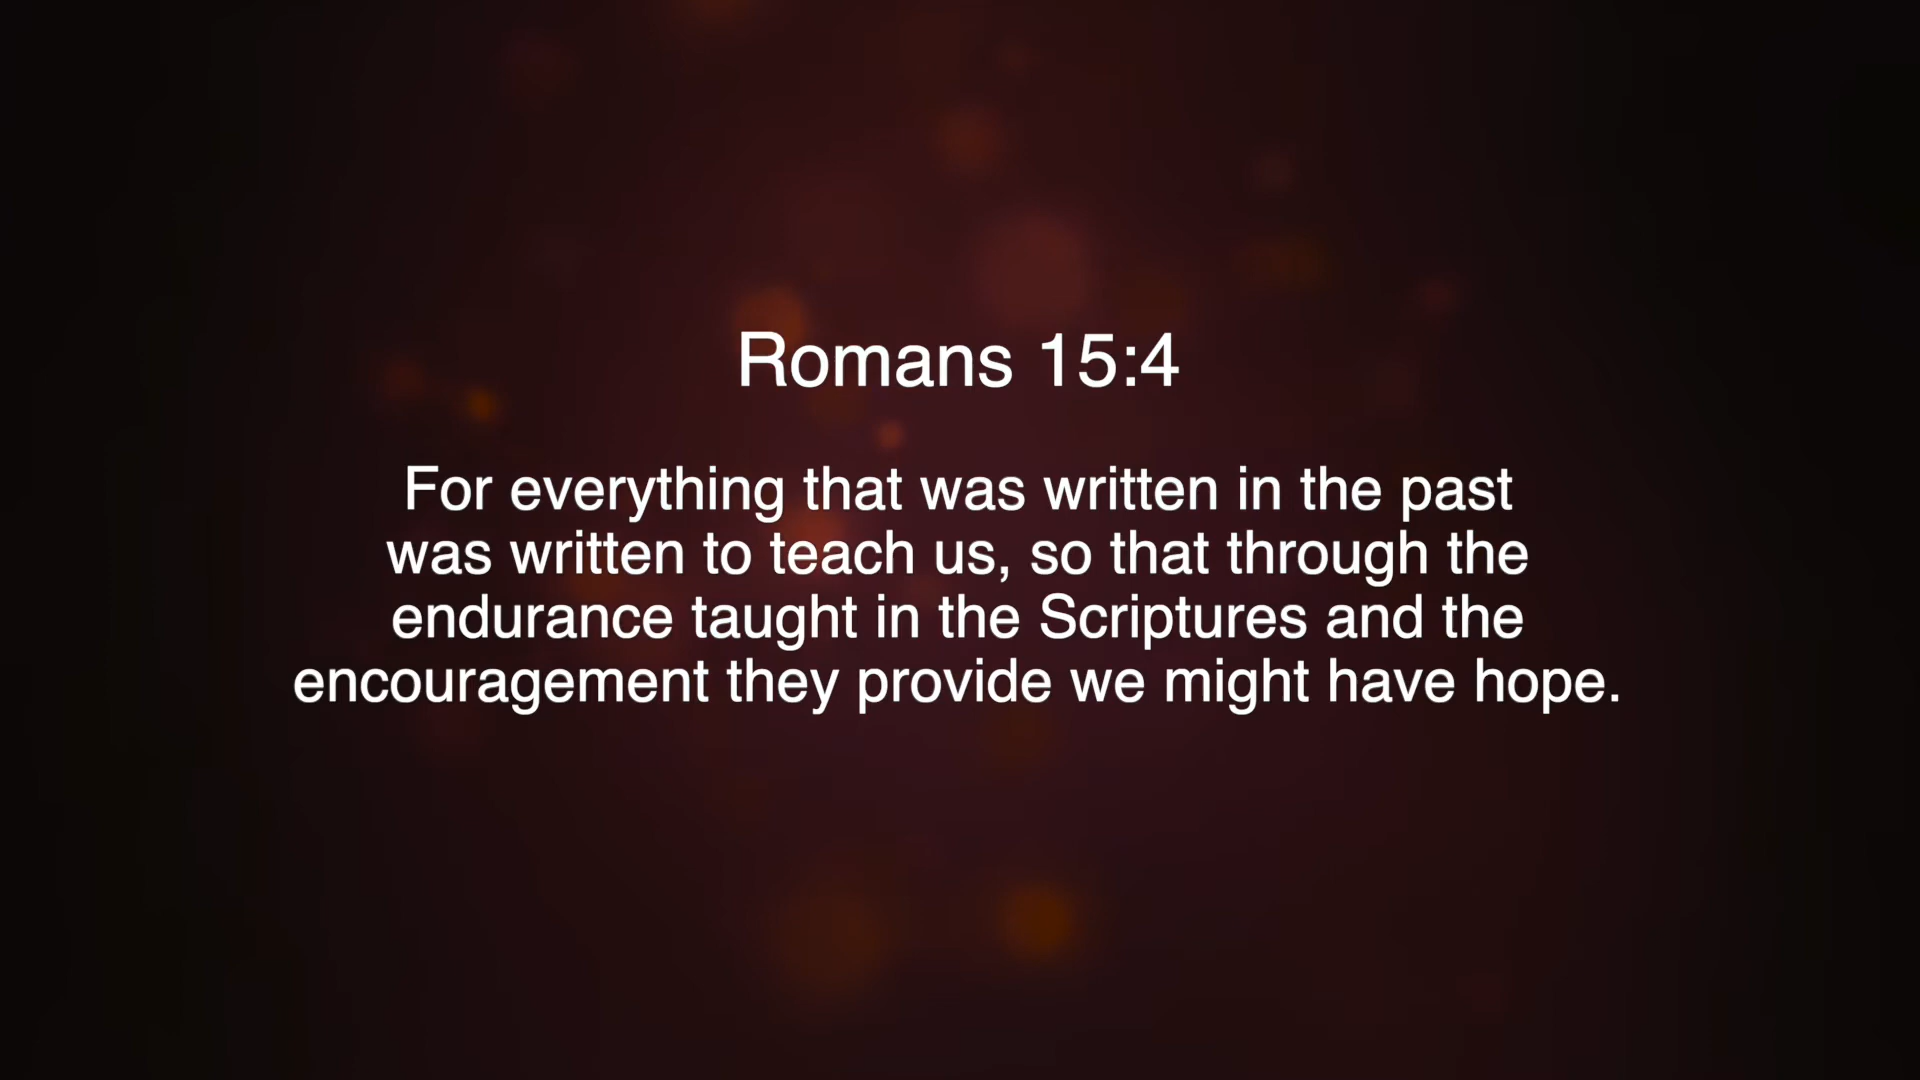 Romans 15:4
For everything that was written in the past
was written to teach us, so that through the
endurance taught in the Scriptures and the
encouragement they provide we might have hope.